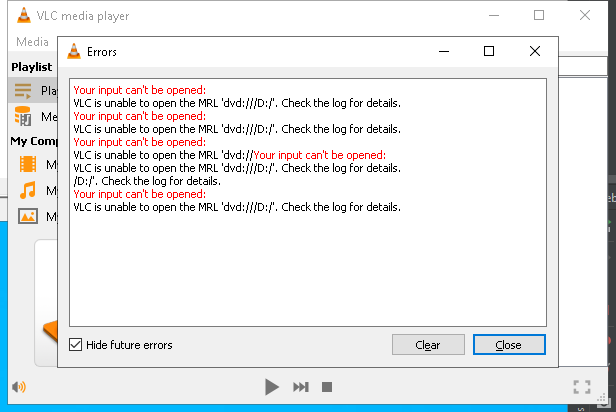 VLC media player
Media
Errors
Playlist
Pla
Me
My Comp
My
My
My
Your input can't be opened:
VLC is unable to open the MRL 'dvd:///D:/'. Check the log for details.
Your input can't be opened:
VLC is unable to open the MRL 'dvd:///D:/'. Check the log for details.
Your input can't be opened:
VLC is unable to open the MRL 'dvd://Your input can't be opened:
VLC is unable to open the MRL 'dvd:///D:/'. Check the log for details.
/D:/'. Check the log for details.
Your input can't be opened:
VLC is unable to open the MRL 'dvd:///D:/'. Check the log for details.
Hide future errors
Clear
Close